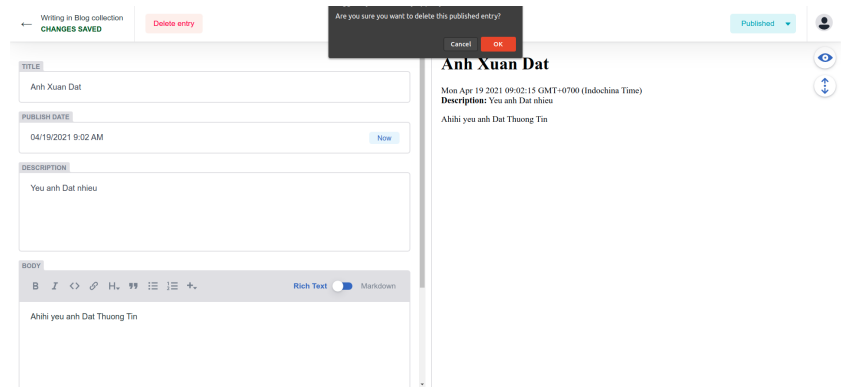 Writing in Blog collection
CHANGES SAVED
Delete entry
Are you sure you want to delete this published entry?
Cancel
OK
Published
TITLE
Anh Xuan Dat
PUBLISH DATE
04/19/2021 9:02 AM
Now
DESCRIPTION
Yeu anh Dat nhieu
BODY
B I <> H
Rich Text
Markdown
Ahihi yeu anh Dat Thuong Tin
Anh Xuan Dat
Mon Apr 19 2021 09:02:15 GMT+0700 (Indochina Time)
Description: Yeu anh Dat nhieu
Ahihi yeu anh Dat Thuong Tin